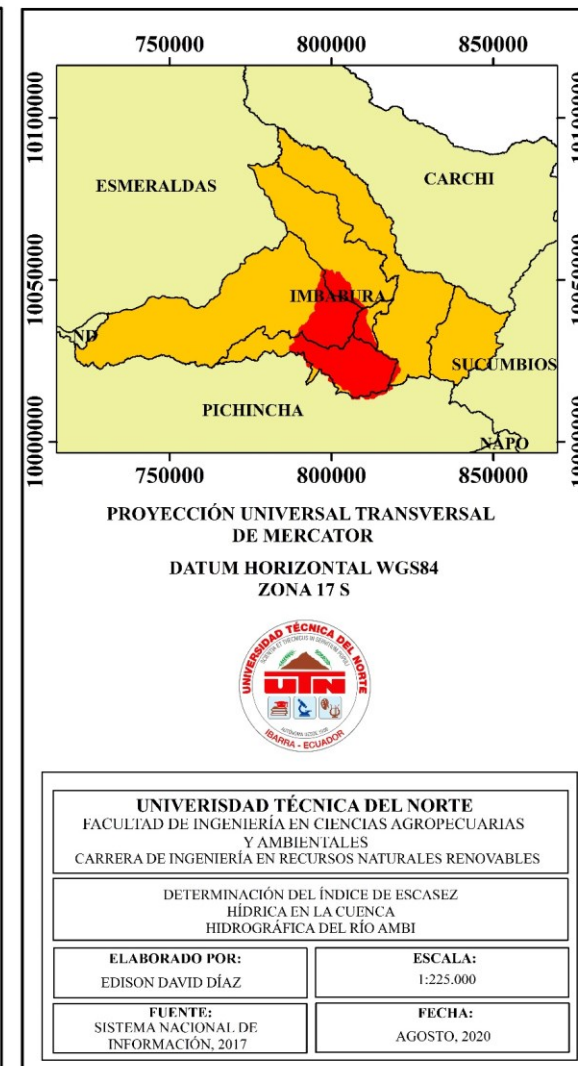 750000 800000 850000
10100000
10100000
ESMERALDAS
CARCHI
10050000
10050000
IMBABURA
ND
SUCUMBIOS
PICHINCHA
10000000
10000000
NAPO
750000 800000 850000
PROYECCIÓN UNIVERSAL TRANSVERSAL
DE MERCATOR
DATUM HORIZONTAL WGS84
ZONA 17 S
UNIVERSIDAD TÉCNICA DEL NORTE
UTN
IBARRA - ECUADOR
UNIVERISDAD TÉCNICA DEL NORTE
FACULTAD DE INGENIERÍA EN CIENCIAS AGROPECUARIAS
Y AMBIENTALES
CARRERA DE INGENIERÍA EN RECURSOS NATURALES RENOVABLES
DETERMINACIÓN DEL ÍNDICE DE ESCASEZ
HÍDRICA EN LA CUENCA
HIDROGRÁFICA DEL RÍO AMBI
ELABORADO POR:
EDISON DAVID DÍAZ
ESCALA:
1:225.000
FUENTE:
SISTEMA NACIONAL DE
INFORMACIÓN, 2017
FECHA:
AGOSTO, 2020